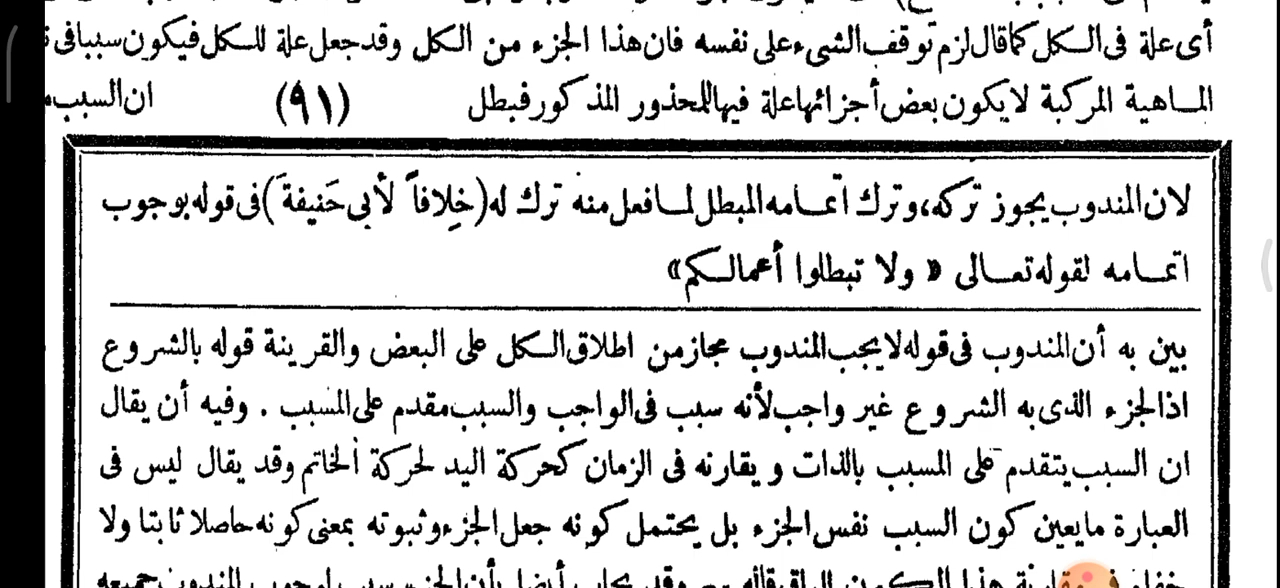 أى علة فى الكل كما قال لزم توقف الشىء على نفسه فان هذا الجزء من الكل وقد جعل علة للكل فيكون سببا فى
الماهية المركبة لا يكون بعض أجزائها علة فيها للمحذور المذكور فبطل (٩١) ان السبب
لان المندوب يجوز تركه، وترك اتمامه المبطل لما فعل منه ترك له (خِلافاً لأبى حَنيفةَ) فى قوله بوجوب
اتمامه لقوله تعالى « ولا تبطلوا أعمالكم»
بين به أن المندوب فى قوله لا يجب المندوب مجاز من اطلاق الكل على البعض والقرينة قوله بالشروع
اذ الجزء الذى به الشروع غير واجب لأنه سبب فى الواجب والسبب مقدم على المسبب . وفيه أن يقال
ان السبب يتقدم على المسبب بالذات ويقارنه فى الزمان كحركة اليد لحركة الخاتم وقد يقال ليس فى
العبارة ما يعين كون السبب نفس الجزء بل يحتمل كونه جعل الجزء وثبوته بمعنى كونه حاصلا ثابتا ولا